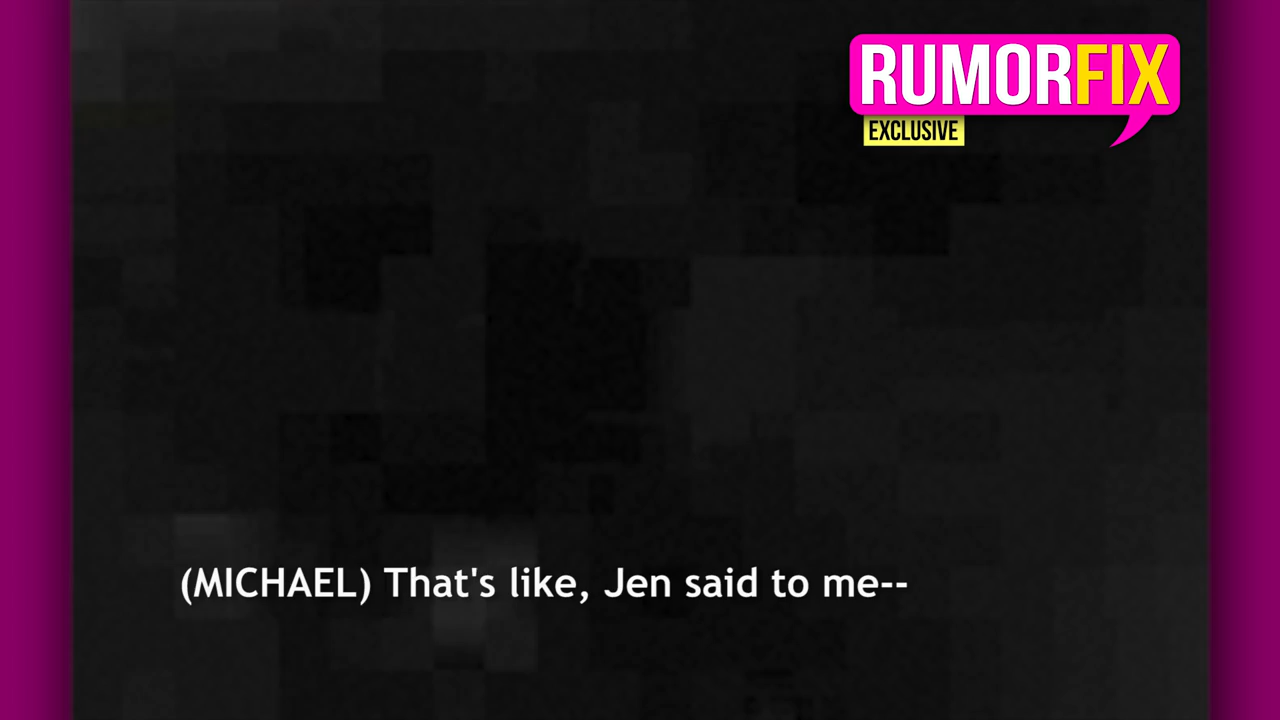 RUMORFIX
EXCLUSIVE
(MICHAEL) That's like, Jen said to me--